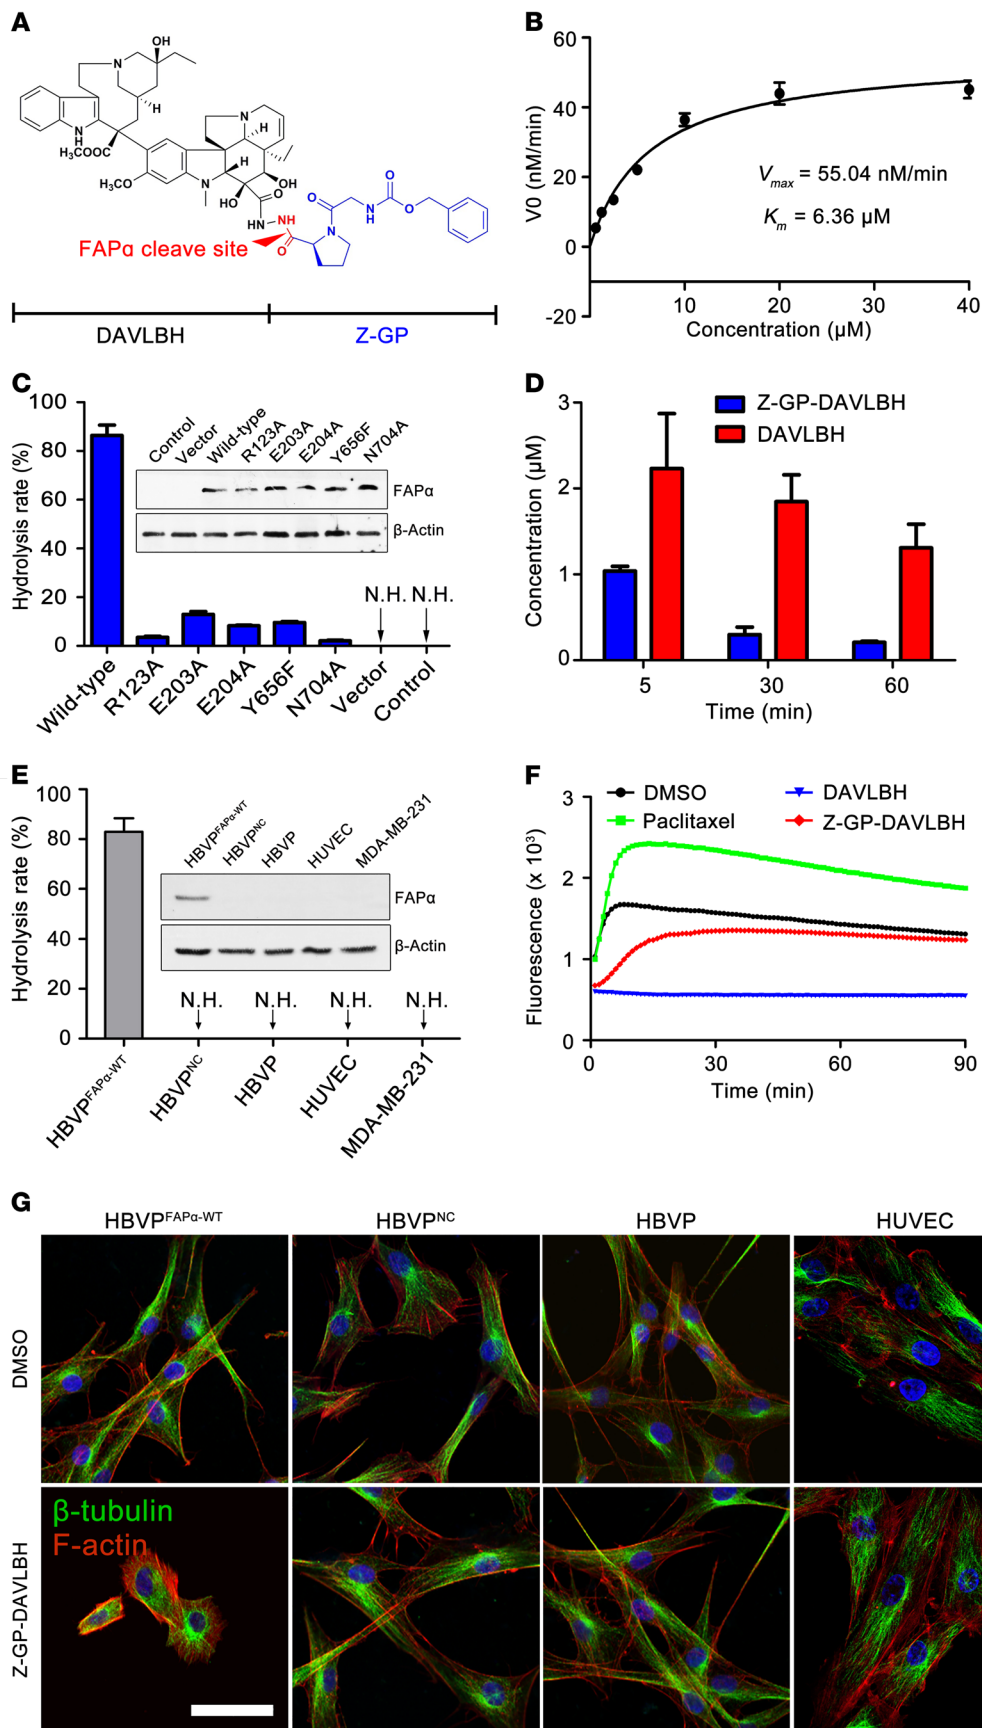 A
OH
N
H
N
NH
H₃COOC
H
H₃CO
N
H
OH
OH
O
O
O
HN
NH
N
N
H
O
O
FAPα cleave site
DAVLBH
Z-GP
B
V0 (nM/min)
60
40
20
0
-20
10
20
30
40
Vmax = 55.04 nM/min
Km = 6.36 µM
Concentration (µM)
C
Hydrolysis rate (%)
100
80
60
40
20
0
Control
Vector
Wild-type
R123A
E203A
E204A
Y656F
N704A
FAPα
β-Actin
N.H.
N.H.
Wild-type
R123A
E203A
E204A
Y656F
N704A
Vector
Control
D
Concentration (µM)
3
2
1
0
Z-GP-DAVLBH
DAVLBH
5
30
60
Time (min)
E
Hydrolysis rate (%)
100
80
60
40
20
0
HBVPFAPα-WT
HBVPNC
HBVP
HUVEC
MDA-MB-231
FAPα
β-Actin
N.H.
N.H.
N.H.
N.H.
HBVPFAPα-WT
HBVPNC
HBVP
HUVEC
MDA-MB-231
F
Fluorescence (x 10³)
3
2
1
0
DMSO
DAVLBH
Paclitaxel
Z-GP-DAVLBH
0
30
60
90
Time (min)
G
HBVPFAPα-WT
HBVPNC
HBVP
HUVEC
DMSO
Z-GP-DAVLBH
β-tubulin
F-actin